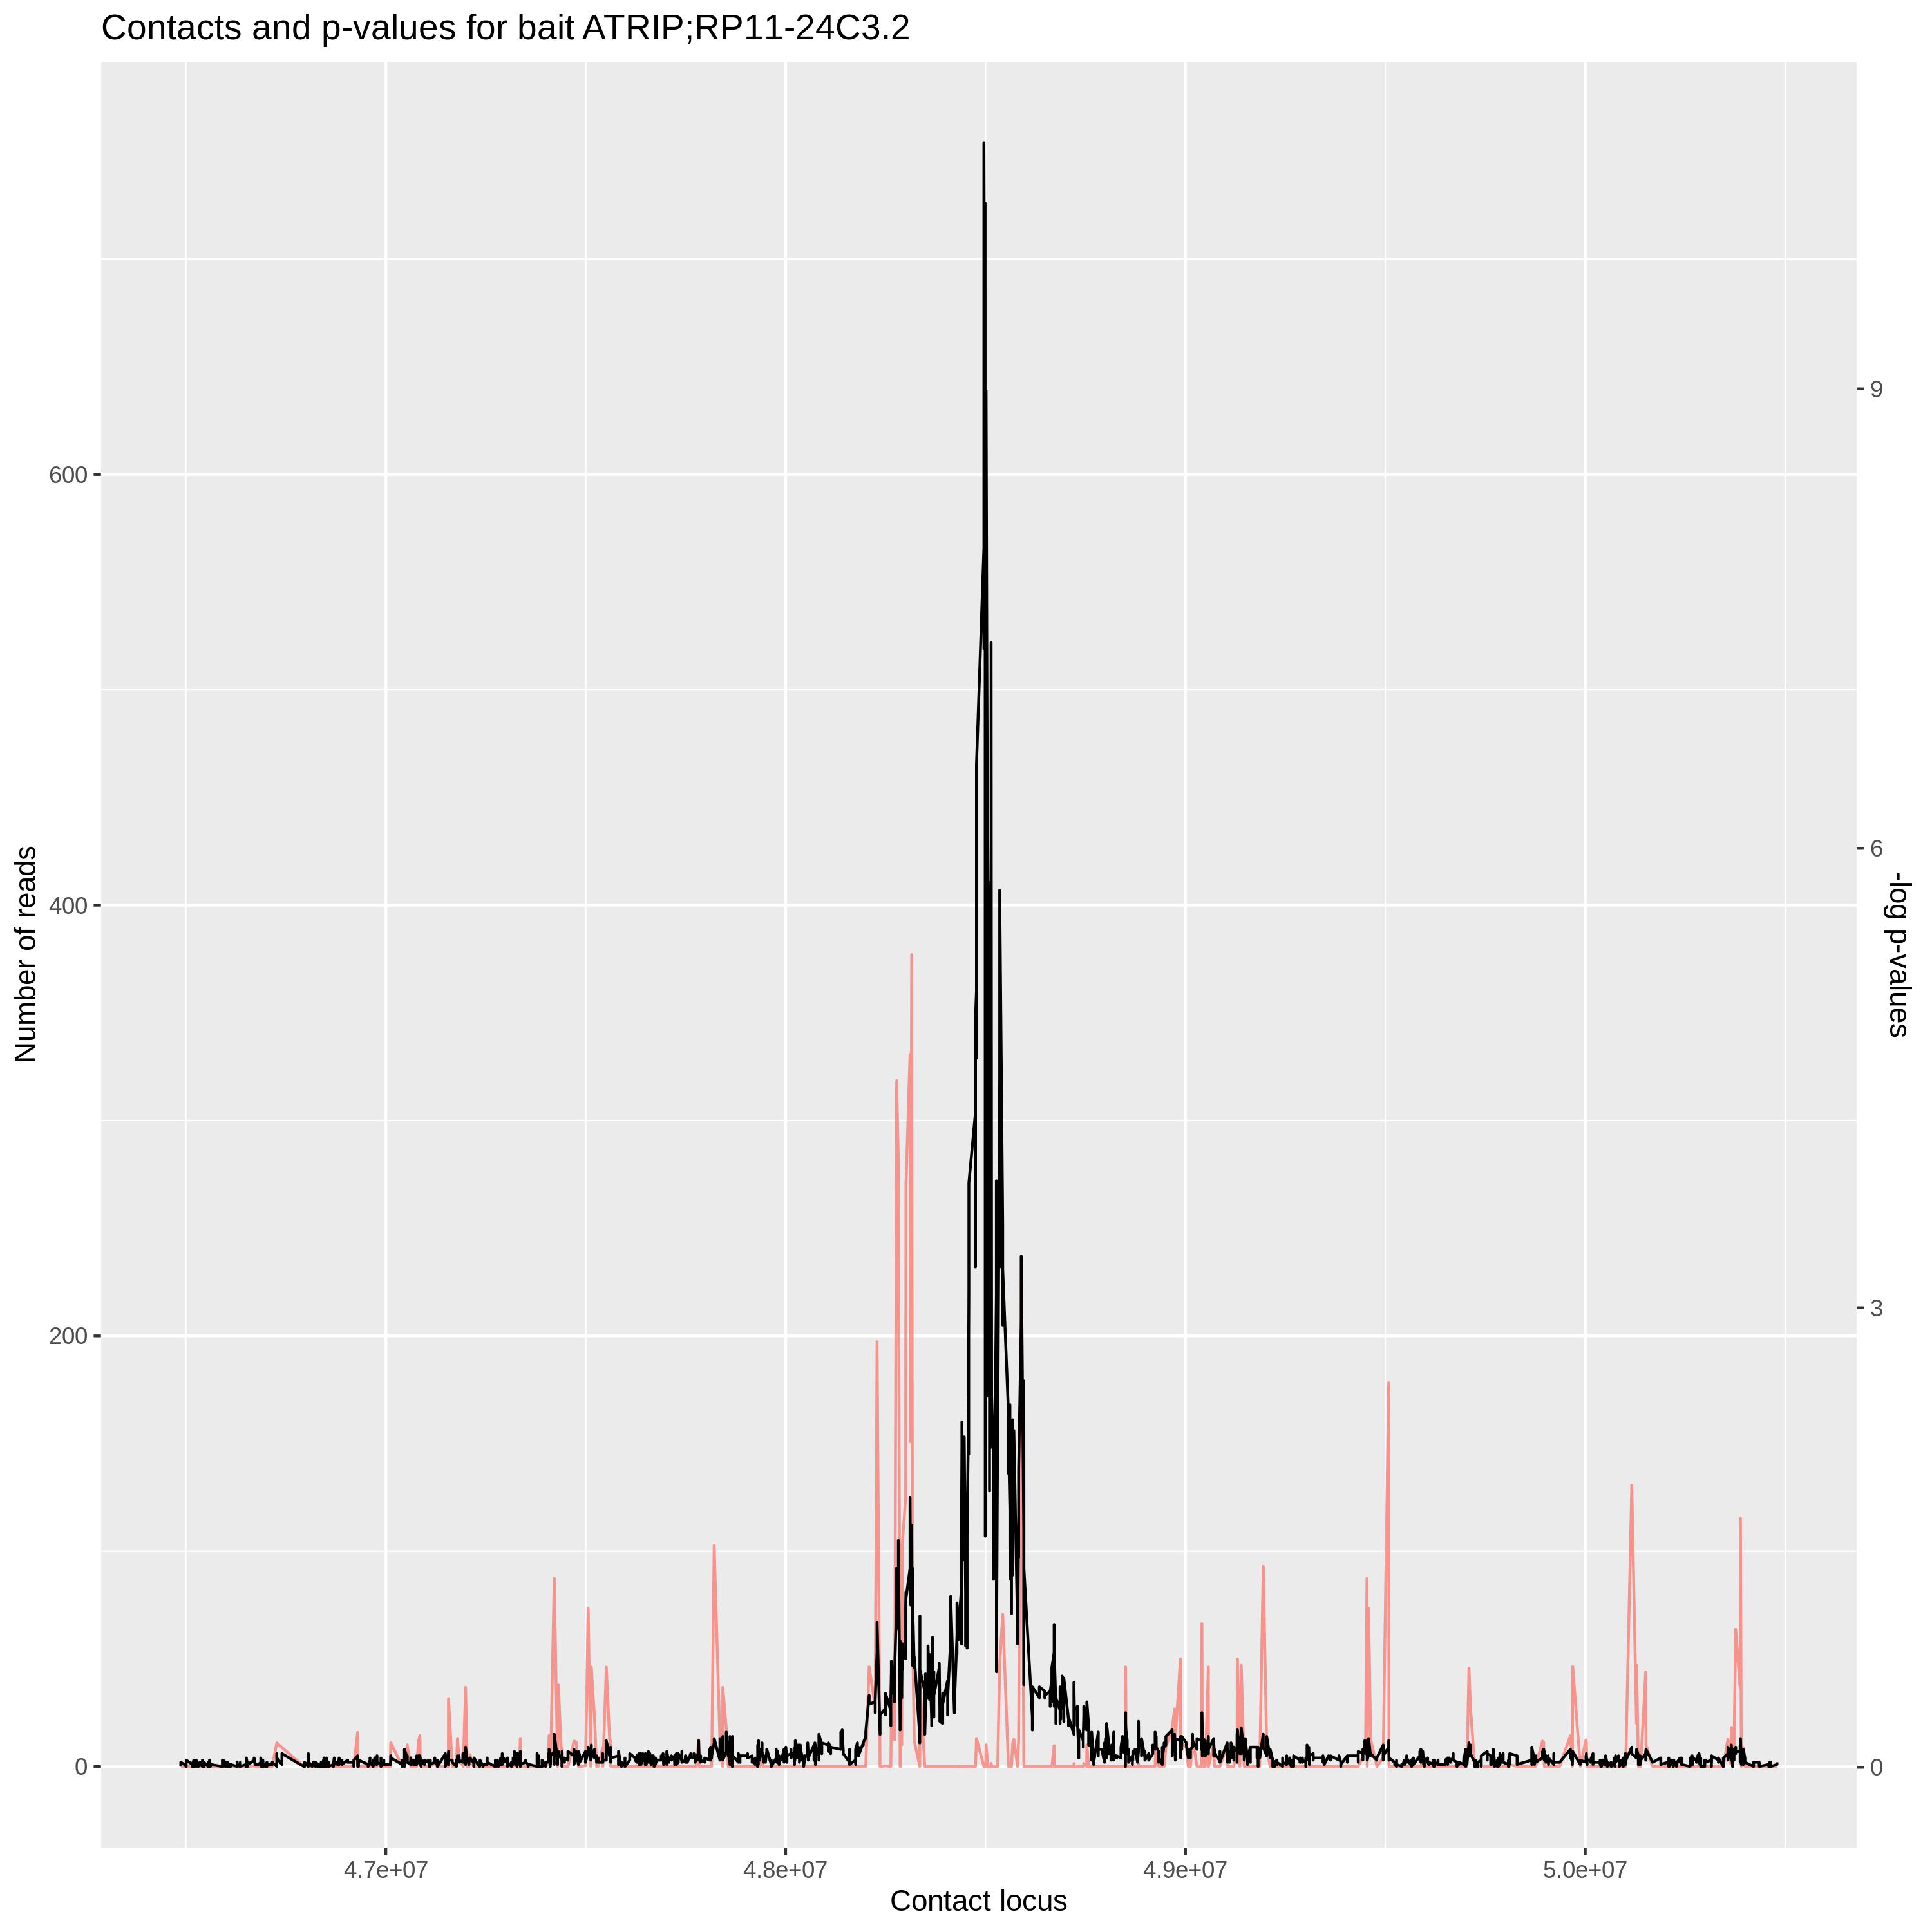 Contacts and p-values for bait ATRIP;RP11-24C3.2
Number of reads
600
400
200
0
9
6
3
0
-log p-values
4.7e+07
4.8e+07
4.9e+07
5.0e+07
Contact locus